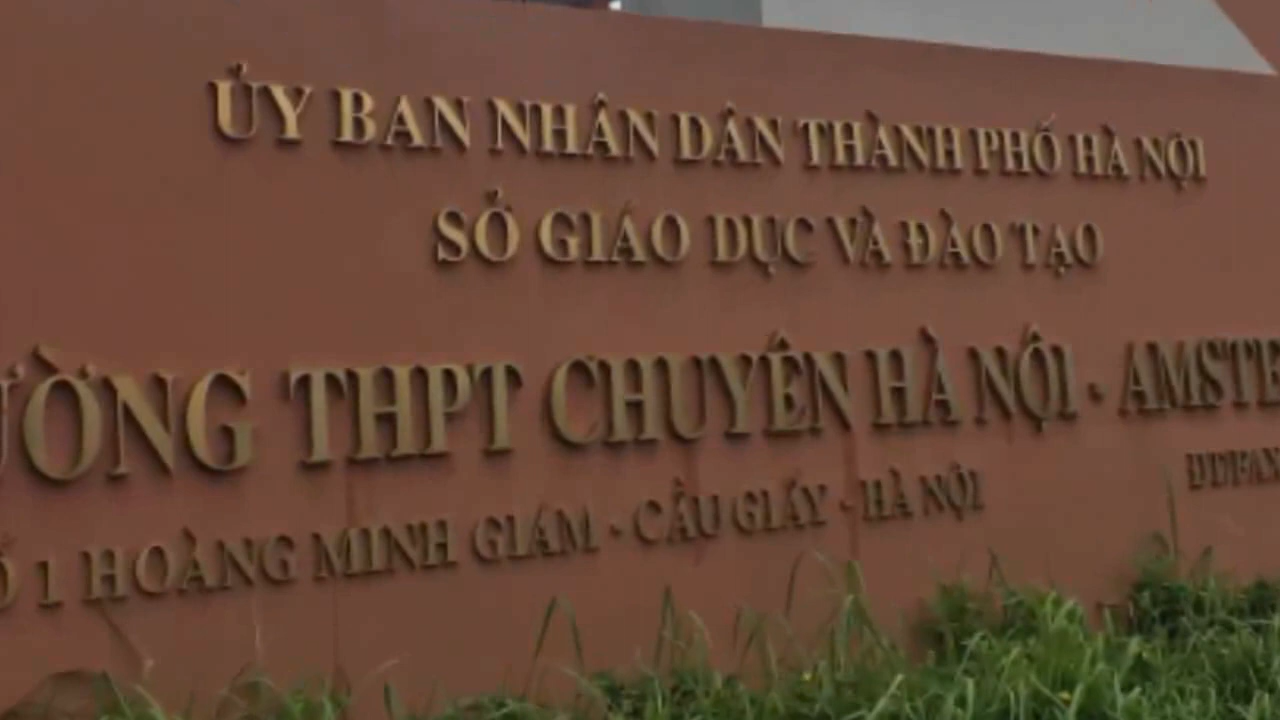 ỦY BAN NHÂN DÂN THÀNH PHỐ HÀ NỘI
SỞ GIÁO DỤC VÀ ĐÀO TẠO
ƯỜNG THPT CHUYÊN HÀ NỘI - AMSTE
Ố 1 HOÀNG MINH GIÁM - CẦU GIẤY - HÀ NỘI